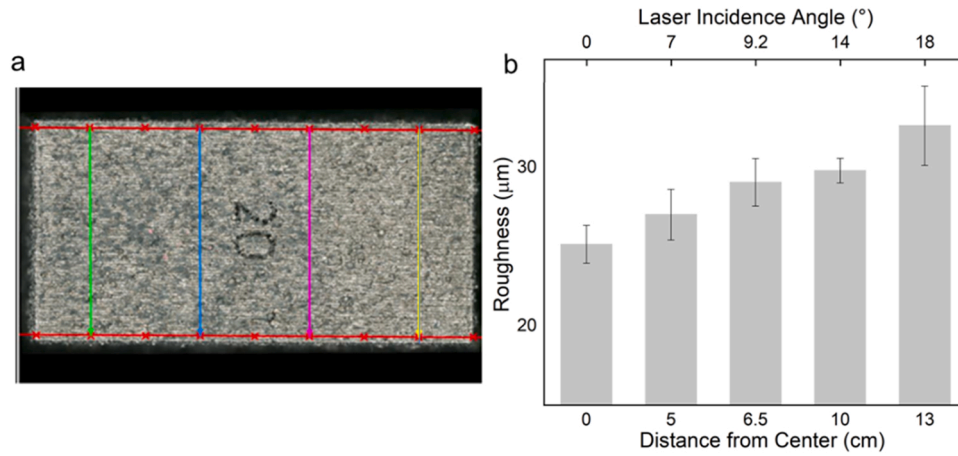 a
02
b
Laser Incidence Angle (°)
0 7 9.2 14 18
Roughness (μm)
30
20
0 5 6.5 10 13
Distance from Center (cm)